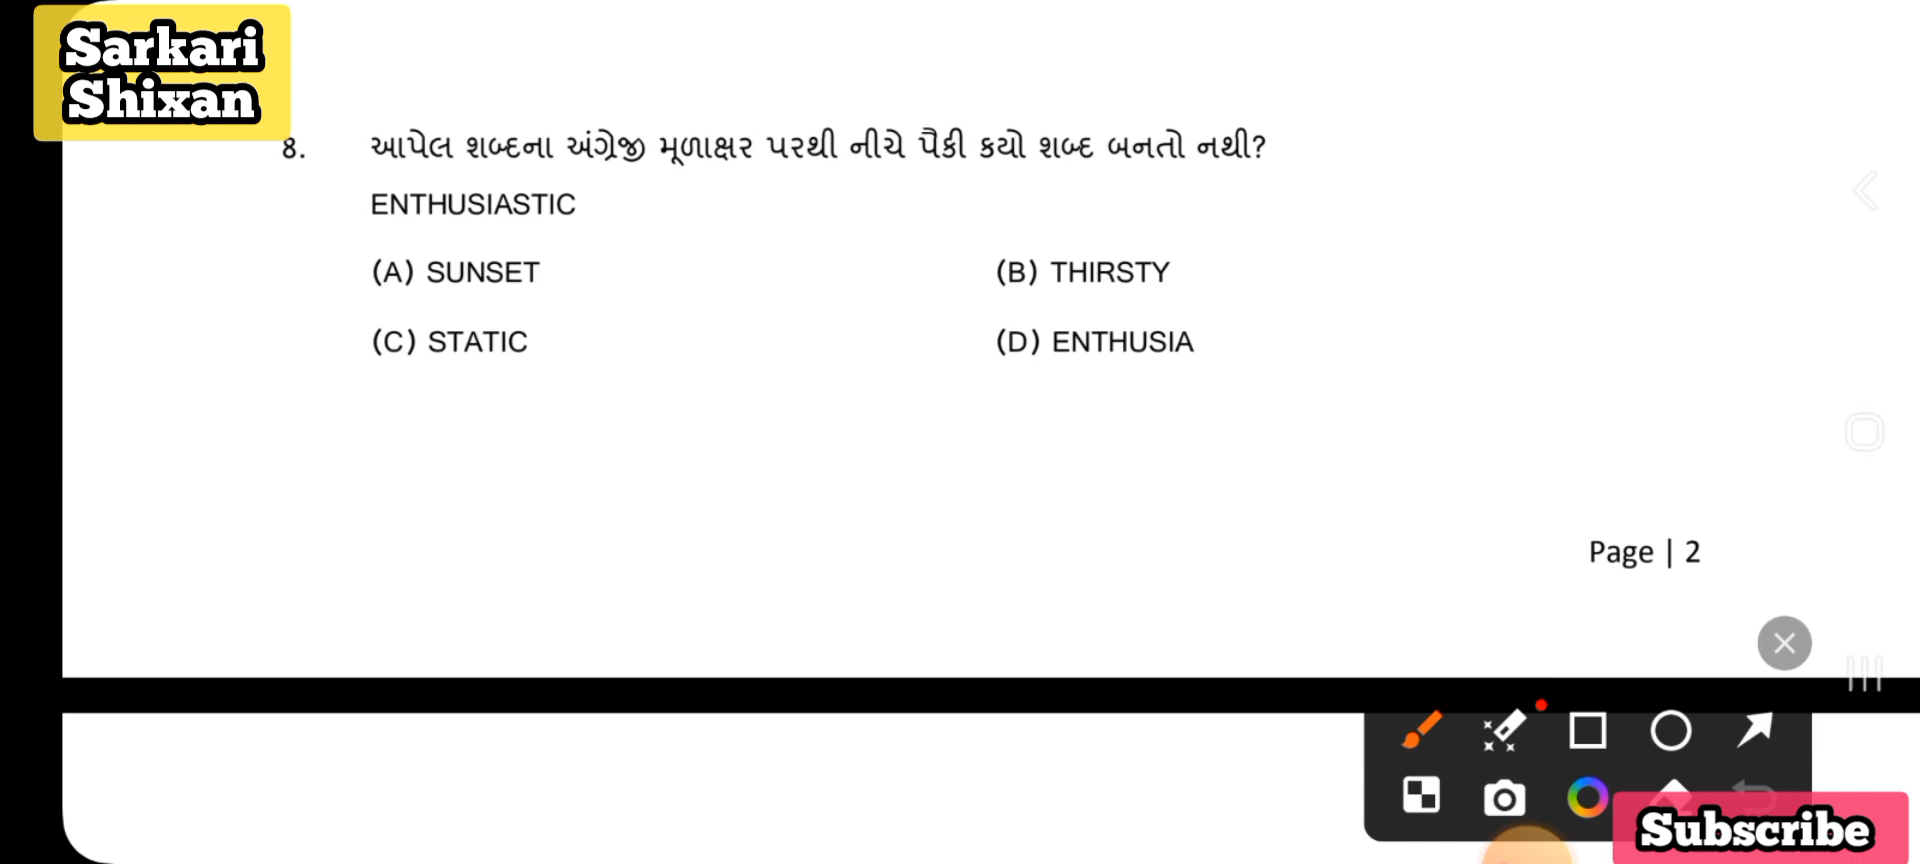 Sarkari
Shixan
8. આપેલ શબ્દના અંગ્રેજી મૂળાક્ષર પરથી નીચે પૈકી કયો શબ્દ બનતો નથી?
ENTHUSIASTIC
(A) SUNSET (B) THIRSTY
(C) STATIC (D) ENTHUSIA
Page | 2
Subscribe